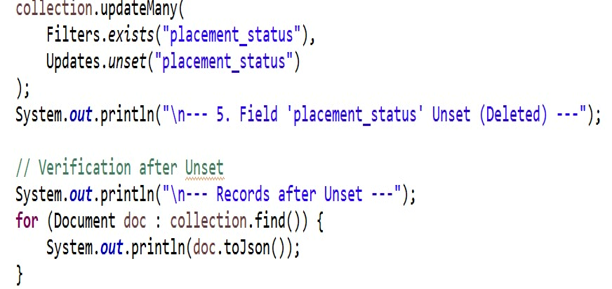 collection.updateMany(
    Filters.exists("placement_status"),
    Updates.unset("placement_status")
);
System.out.println("\n--- 5. Field 'placement_status' Unset (Deleted) ---");

// Verification after Unset
System.out.println("\n--- Records after Unset ---");
for (Document doc : collection.find()) {
    System.out.println(doc.toJson());
}